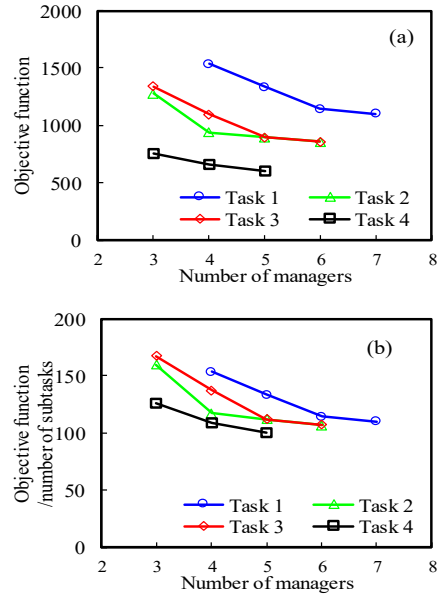 2000
(a)
1500
1000
500
0
Objective function
Task 1 Task 2
Task 3 Task 4
2 3 4 5 6 7 8
Number of managers
200
(b)
150
100
50
0
Objective function
/number of subtasks
Task 1 Task 2
Task 3 Task 4
2 3 4 5 6 7 8
Number of managers